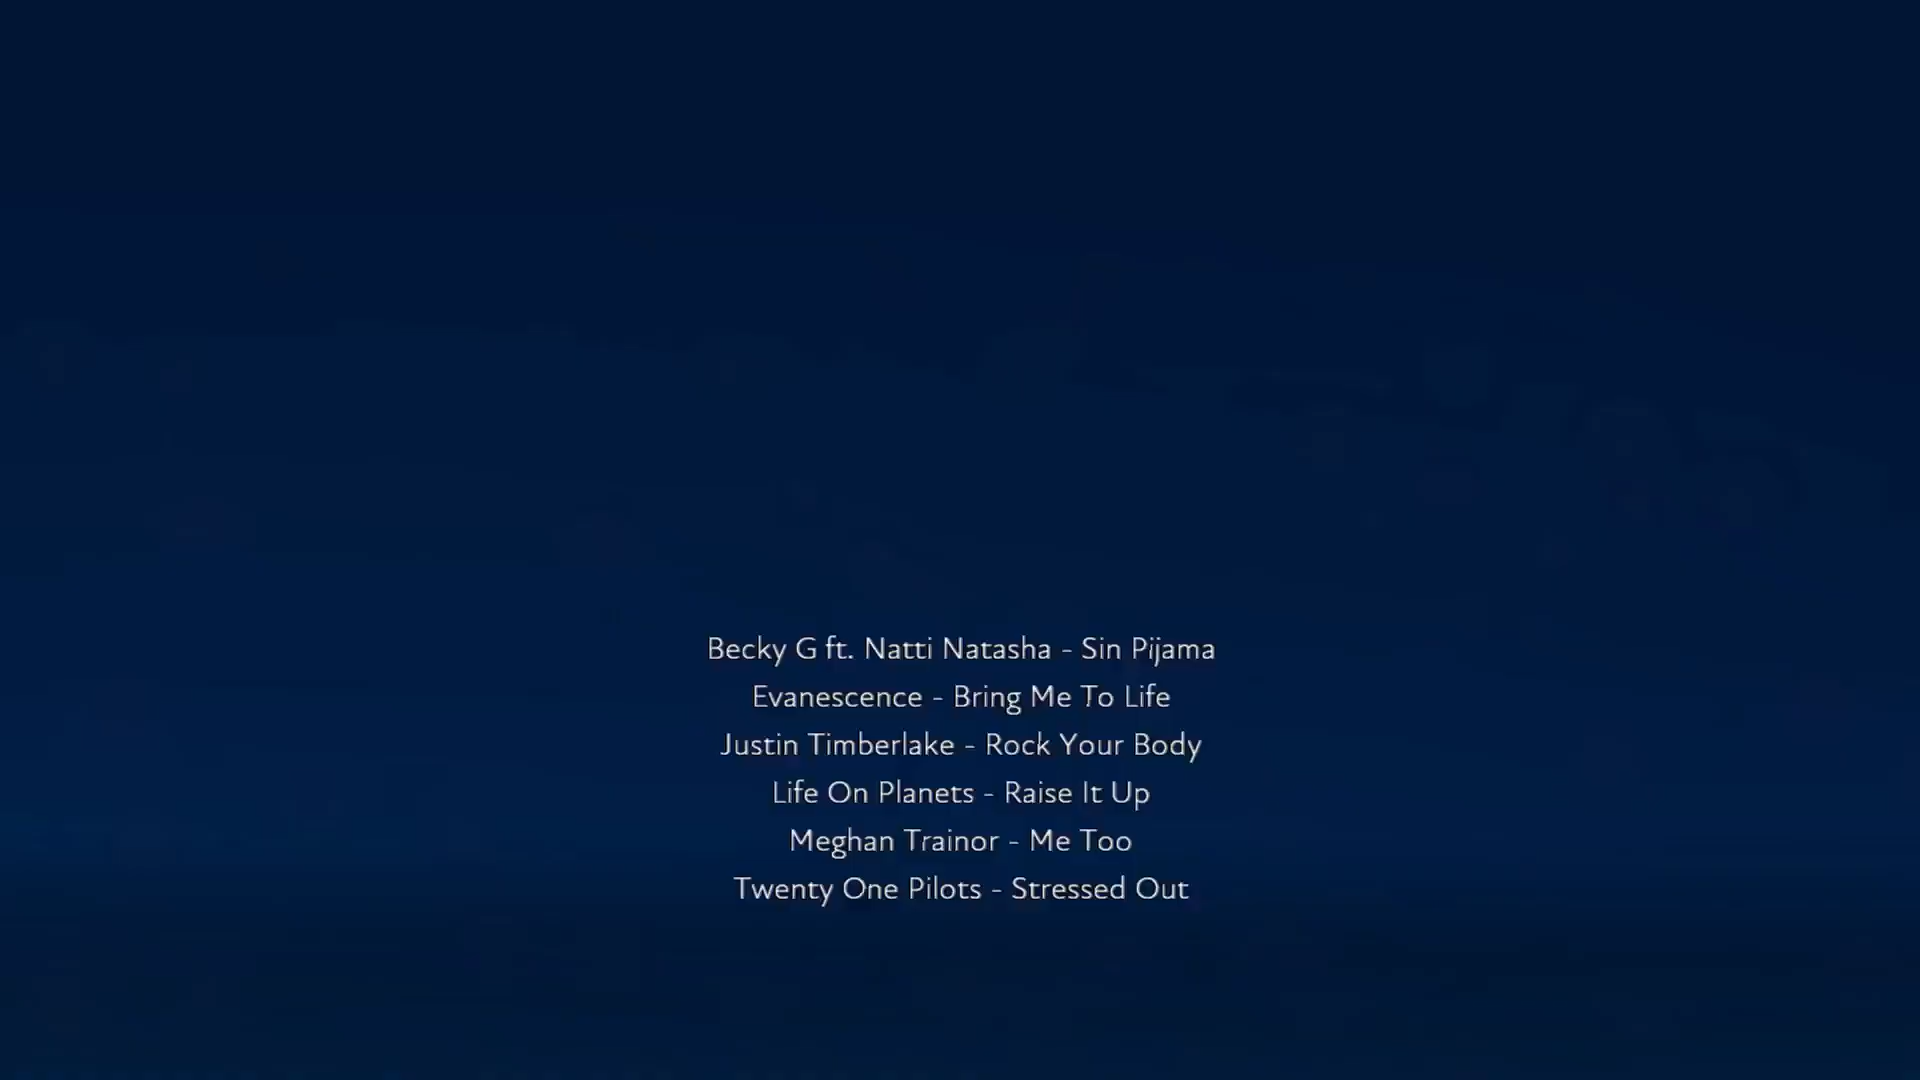 Becky G ft. Natti Natasha - Sin Pijama
Evanescence - Bring Me To Life
Justin Timberlake - Rock Your Body
Life On Planets - Raise It Up
Meghan Trainor - Me Too
Twenty One Pilots - Stressed Out